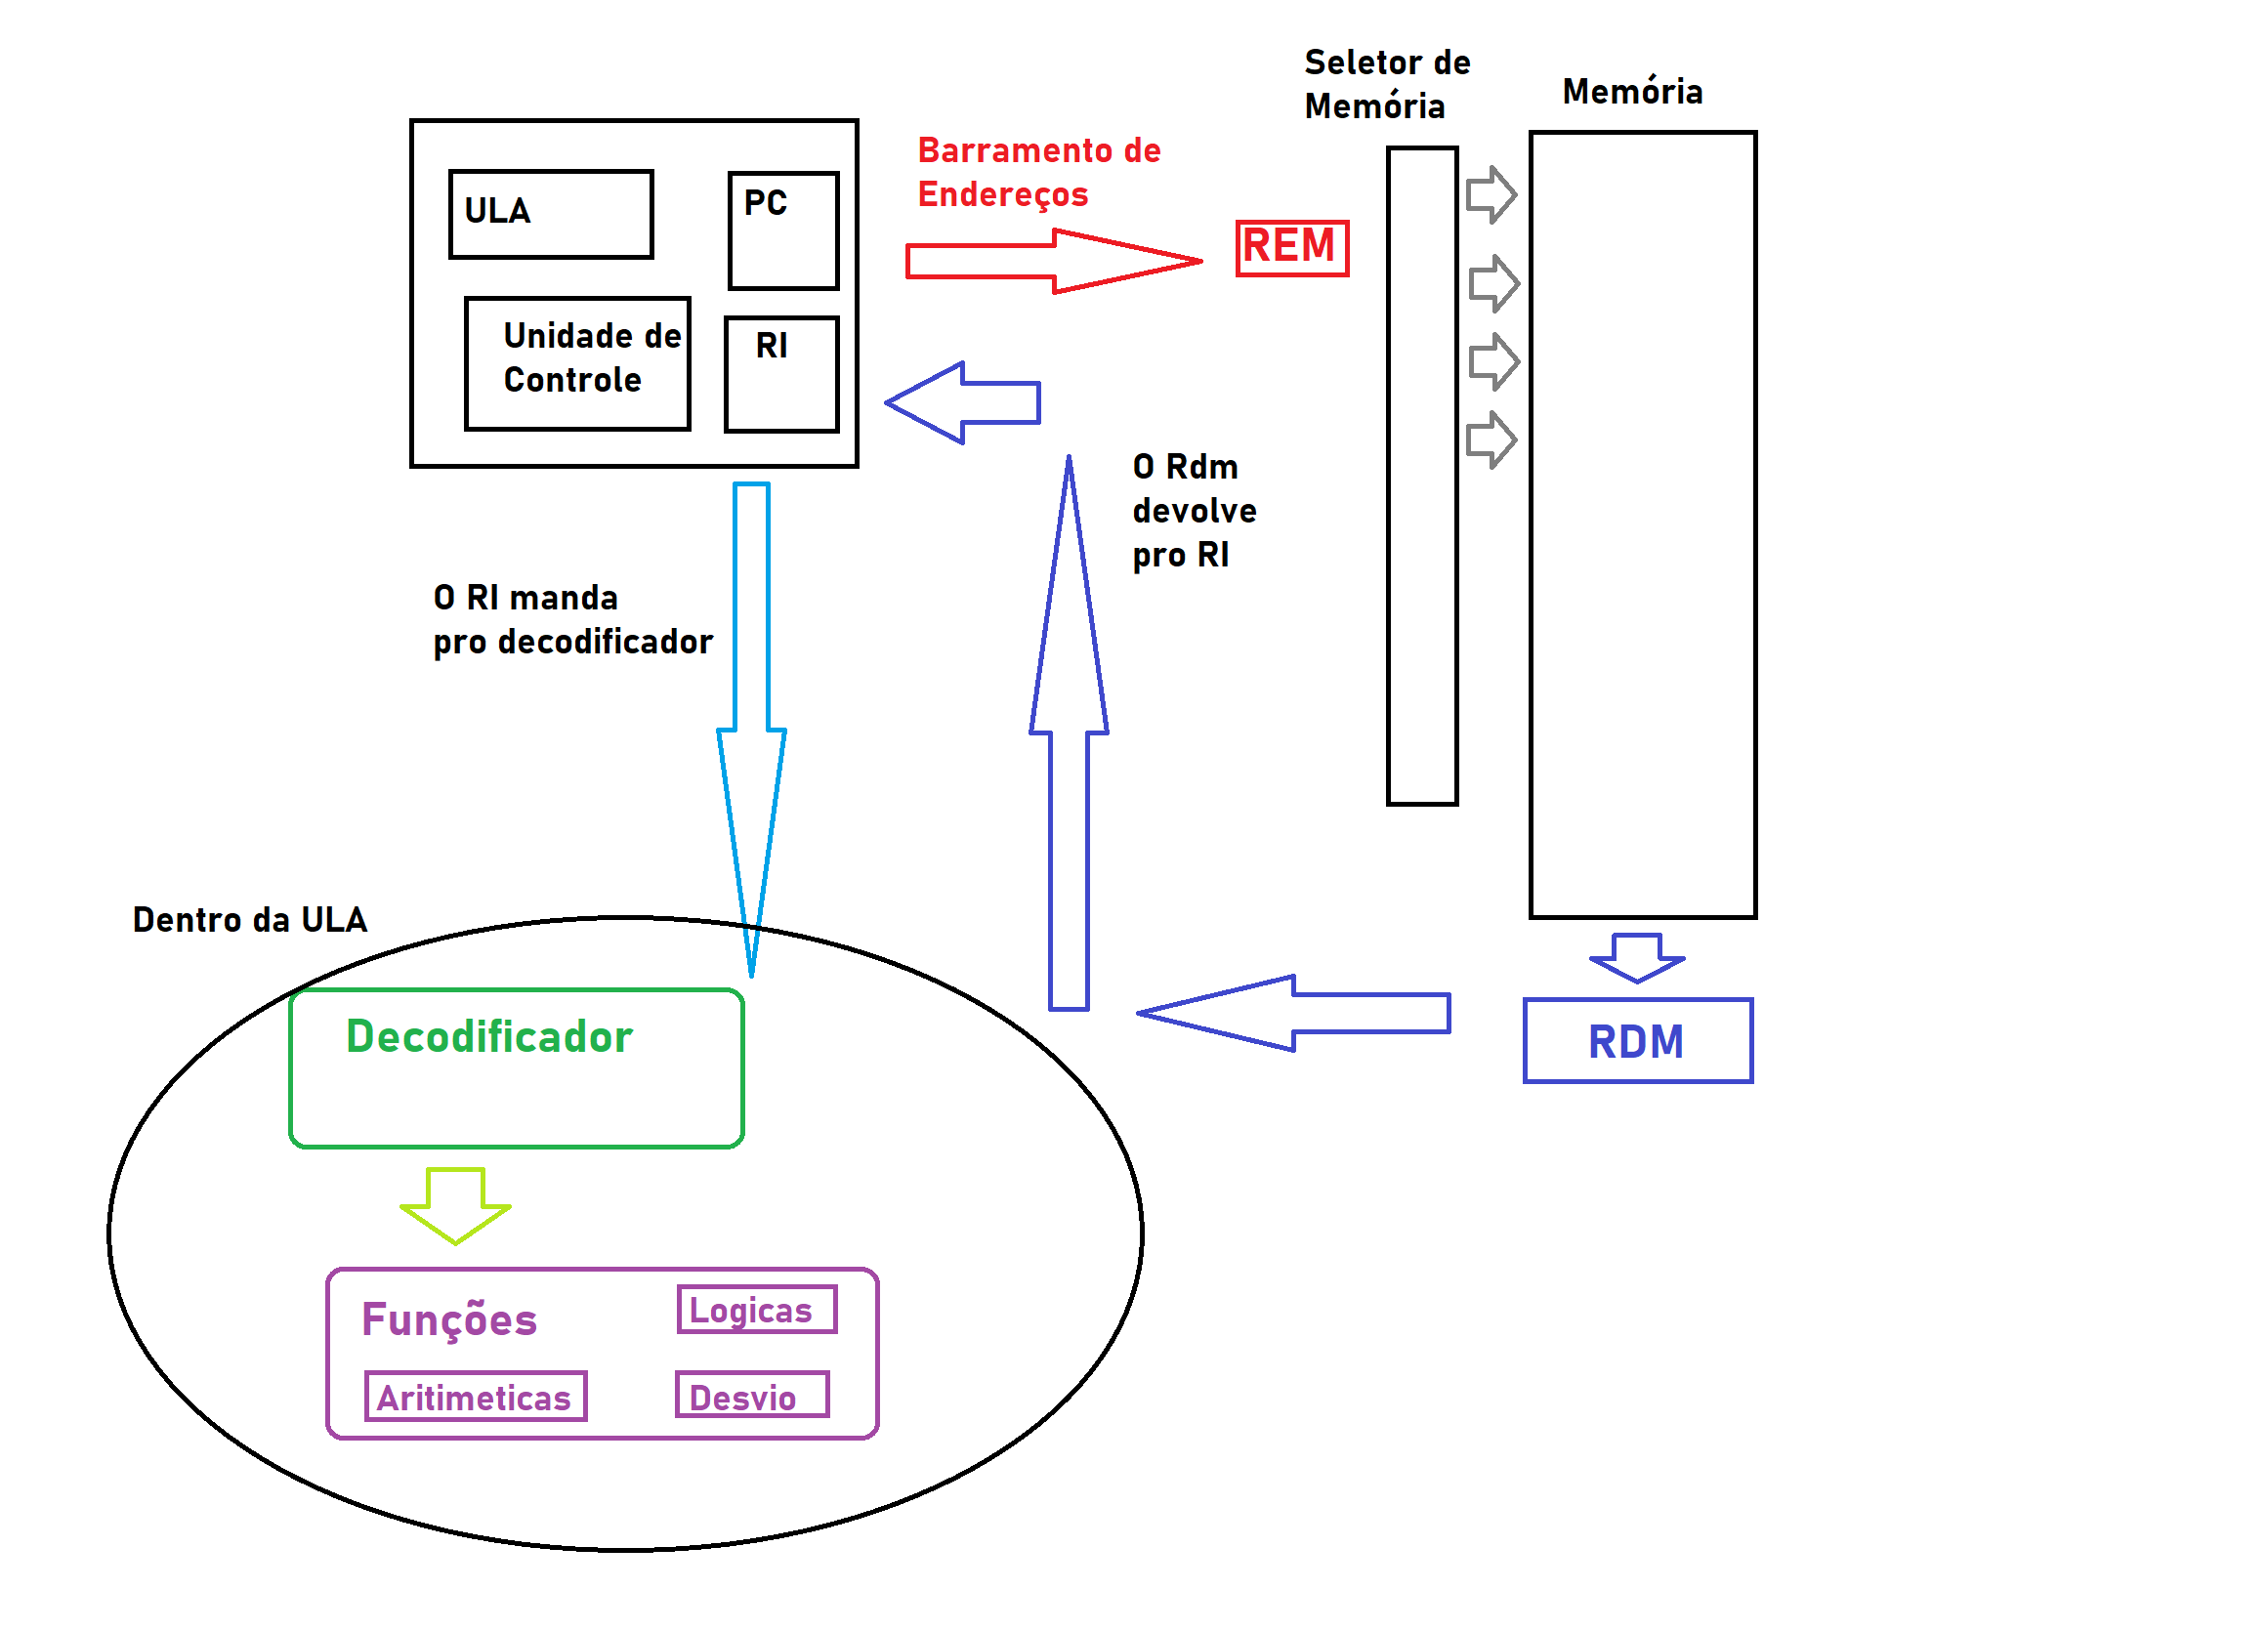 Seletor de
Memória
Memória
ULA
PC
Unidade de
Controle
RI
Barramento de
Endereços
REM
O Rdm
devolve
pro RI
O RI manda
pro decodificador
Dentro da ULA
RDM
Decodificador
Funções
Logicas
Aritimeticas
Desvio